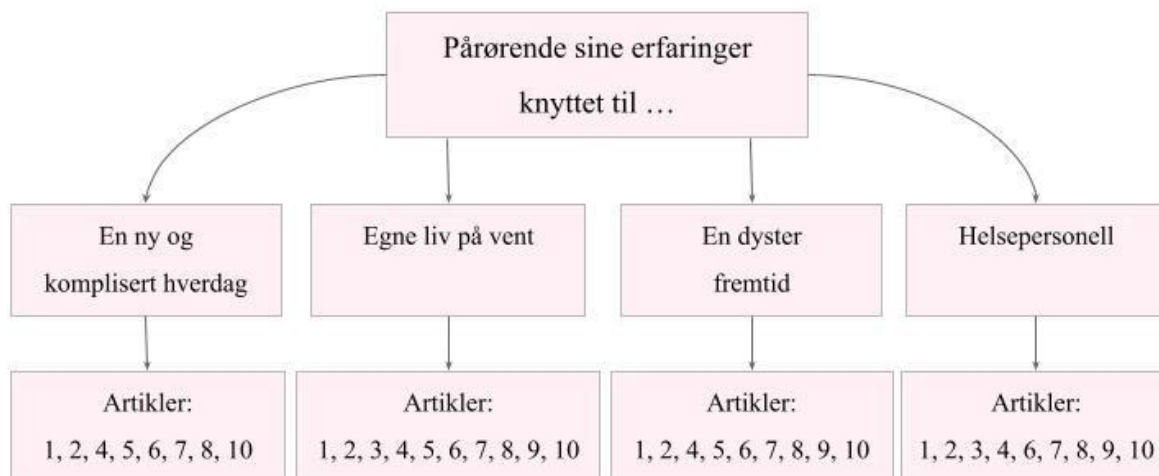 Pårørende sine erfaringer
knyttet til …
En ny og
komplisert hverdag
Egne liv på vent
En dyster
fremtid
Helsepersonell
Artikler:
1, 2, 4, 5, 6, 7, 8, 10
Artikler:
1, 2, 3, 4, 5, 6, 7, 8, 9, 10
Artikler:
1, 2, 4, 5, 6, 7, 8, 9, 10
Artikler:
1, 2, 3, 4, 6, 7, 8, 9, 10